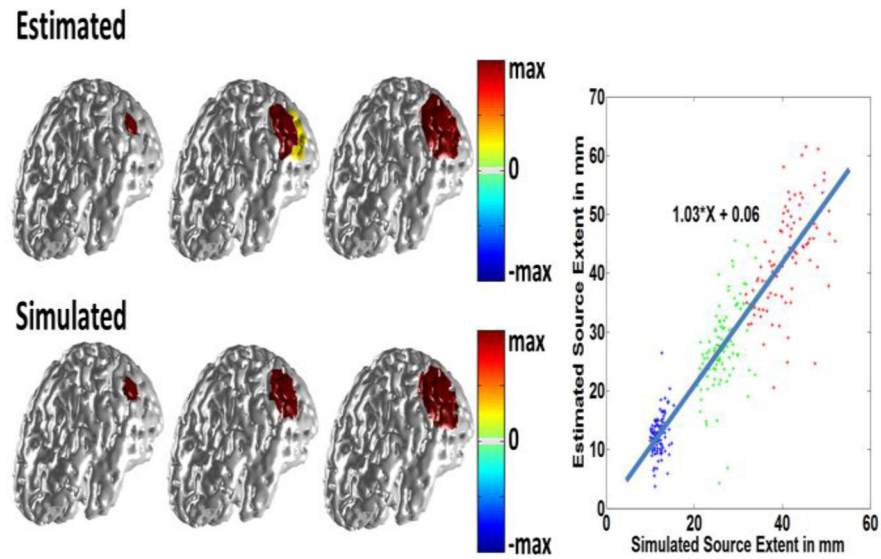 Estimated
max
0
-max
Simulated
max
0
-max
70
60
50
40
30
20
10
0
Estimated Source Extent in mm
1.03*X + 0.06
0
20
40
60
Simulated Source Extent in mm